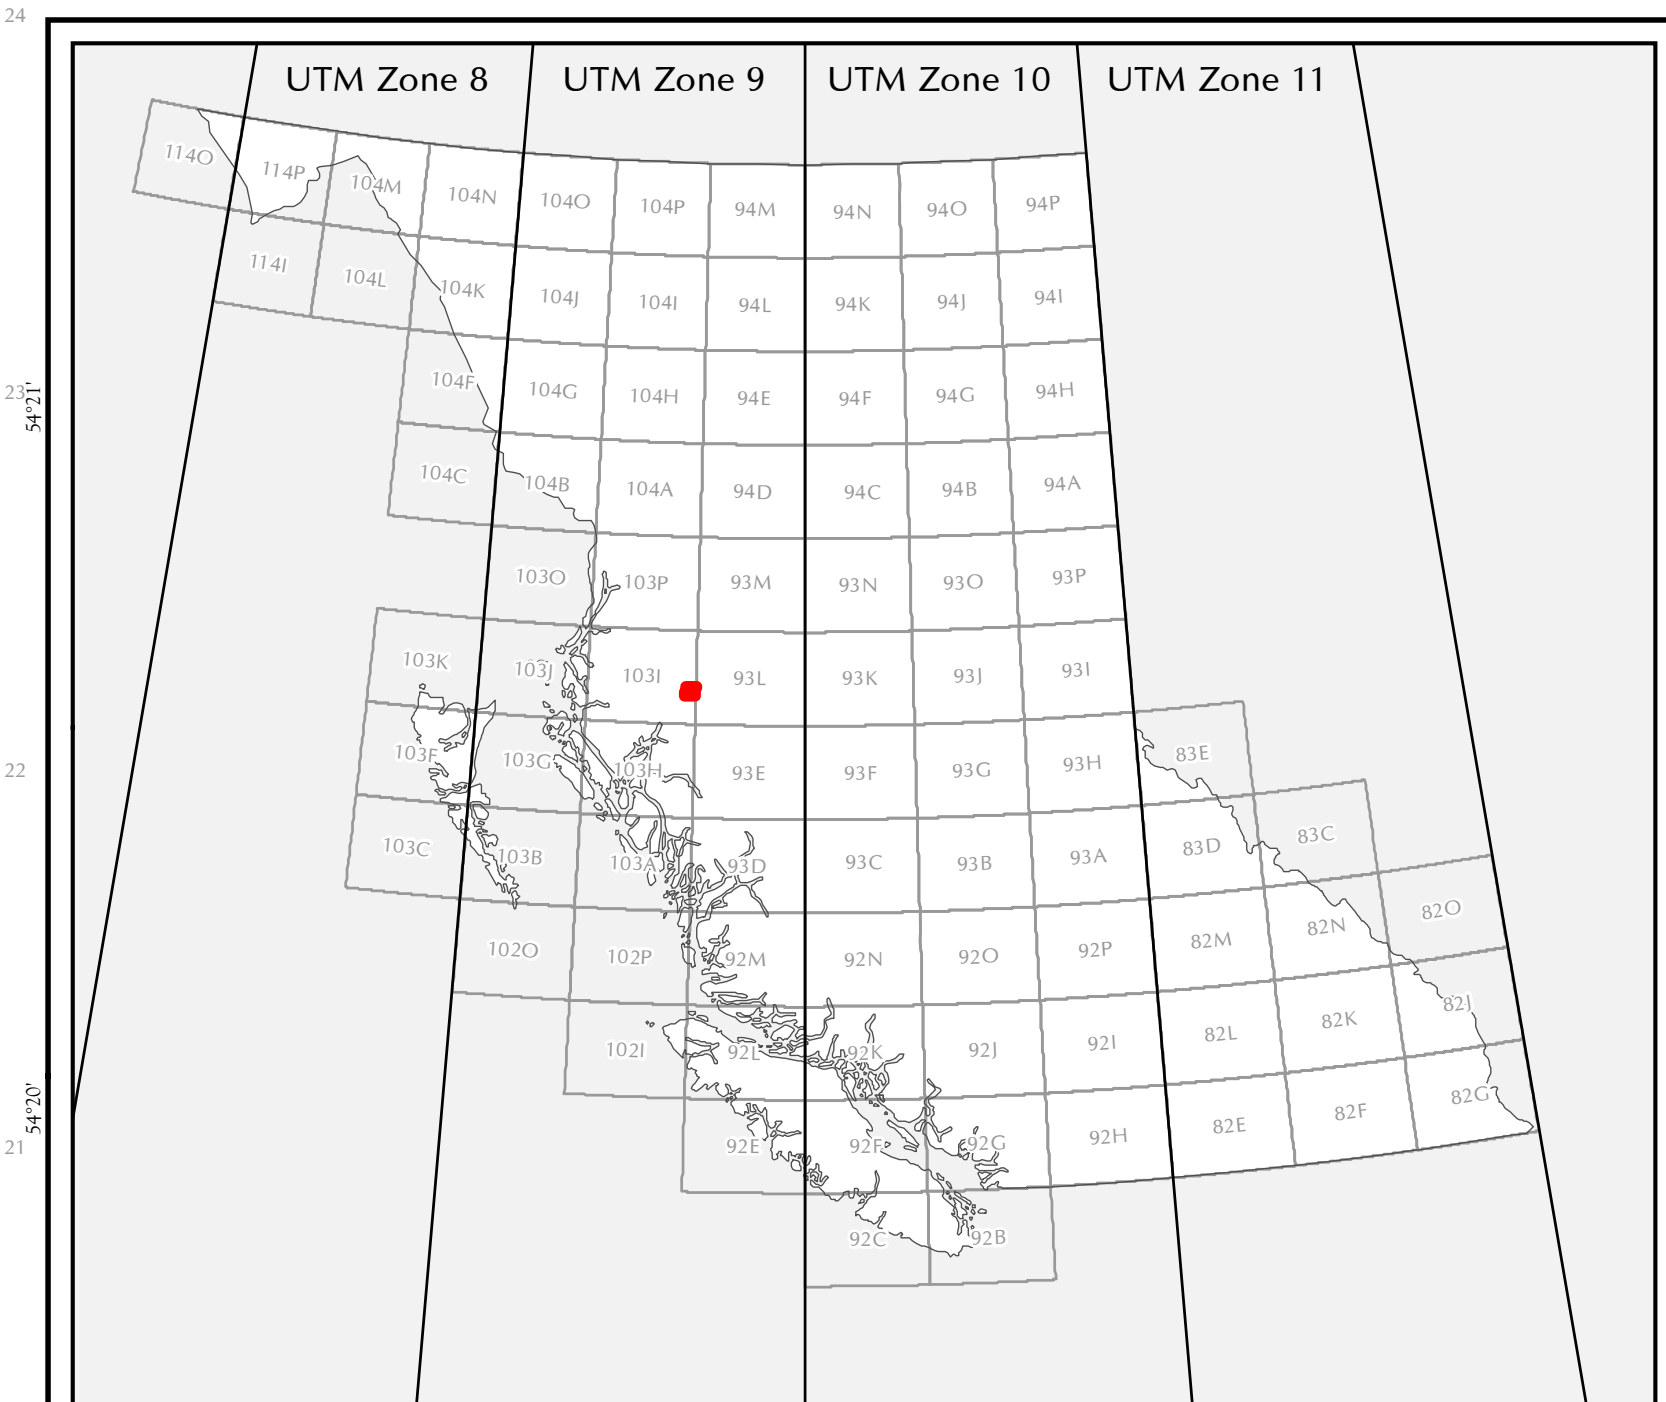 24
UTM Zone 8 UTM Zone 9 UTM Zone 10 UTM Zone 11
114O 114P 104M 104N 104O 104P 94M 94N 94O 94P
114I 104L 104K 104J 104I 94L 94K 94J 94I
23
54°21'
104F 104G 104H 94E 94F 94G 94H
104C 104B 104A 94D 94C 94B 94A
103O 103P 93M 93N 93O 93P
103K 103J 103I 93L 93K 93J 93I
22
103F 103G 103H 93E 93F 93G 93H 83E
103C 103B 103A 93D 93C 93B 93A 83D 83C
102O 102P 92M 92N 92O 92P 82M 82N 82O
102I 92L 92K 92J 92I 82L 82K 82J
54°20'
21
92E 92F 92G 92H 82E 82F 82G
92C 92B